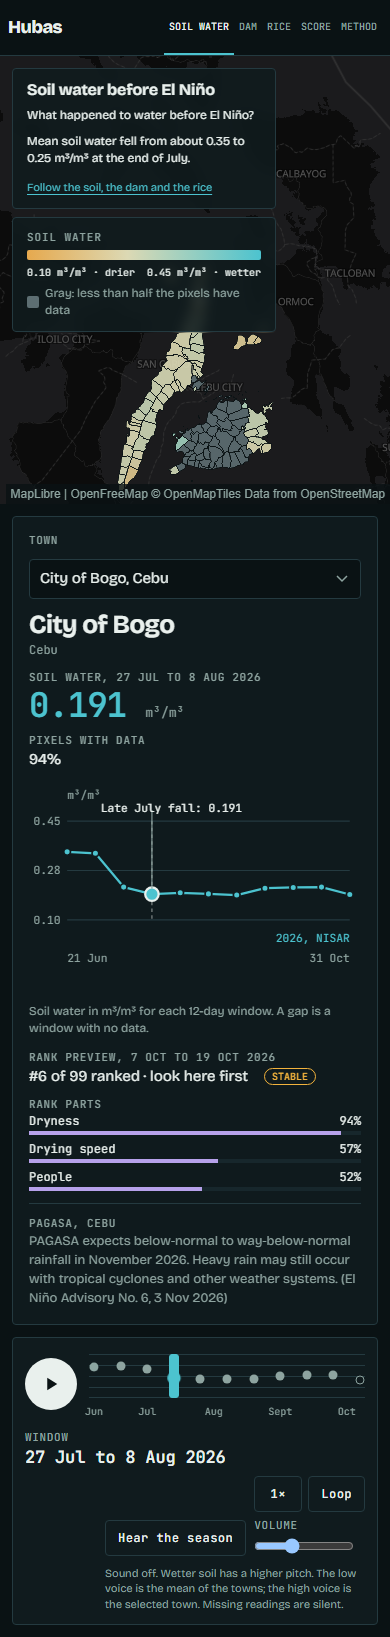 Hubas
SOIL WATER DAM RICE SCORE METHOD
Soil water before El Niño
What happened to water before El Niño?
Mean soil water fell from about 0.35 to
0.25 m³/m³ at the end of July.
Follow the soil, the dam and the rice
CALBAYOG
SOIL WATER
0.10 m³/m³ · drier 0.45 m³/m³ · wetter
TACLOBAN
Gray: less than half the pixels have
data
ORMOC
ILOILO CITY
SAN C
EBU CITY
MapLibre | OpenFreeMap © OpenMapTiles Data from OpenStreetMap
TOWN
City of Bogo, Cebu
City of Bogo
Cebu
SOIL WATER, 27 JUL TO 8 AUG 2026
0.191 m³/m³
PIXELS WITH DATA
94%
m³/m³
Late July fall: 0.191
0.45
0.28
0.10
2026, NISAR
21 Jun 31 Oct
Soil water in m³/m³ for each 12-day window. A gap is a
window with no data.
RANK PREVIEW, 7 OCT TO 19 OCT 2026
#6 of 99 ranked · look here first STABLE
RANK PARTS
Dryness 94%
Drying speed 57%
People 52%
PAGASA, CEBU
PAGASA expects below-normal to way-below-normal
rainfall in November 2026. Heavy rain may still occur
with tropical cyclones and other weather systems. (El
Niño Advisory No. 6, 3 Nov 2026)
Jun Jul Aug Sept Oct
WINDOW
27 Jul to 8 Aug 2026
1× Loop
Hear the season
VOLUME
Sound off. Wetter soil has a higher pitch. The low
voice is the mean of the towns; the high voice is
the selected town. Missing readings are silent.